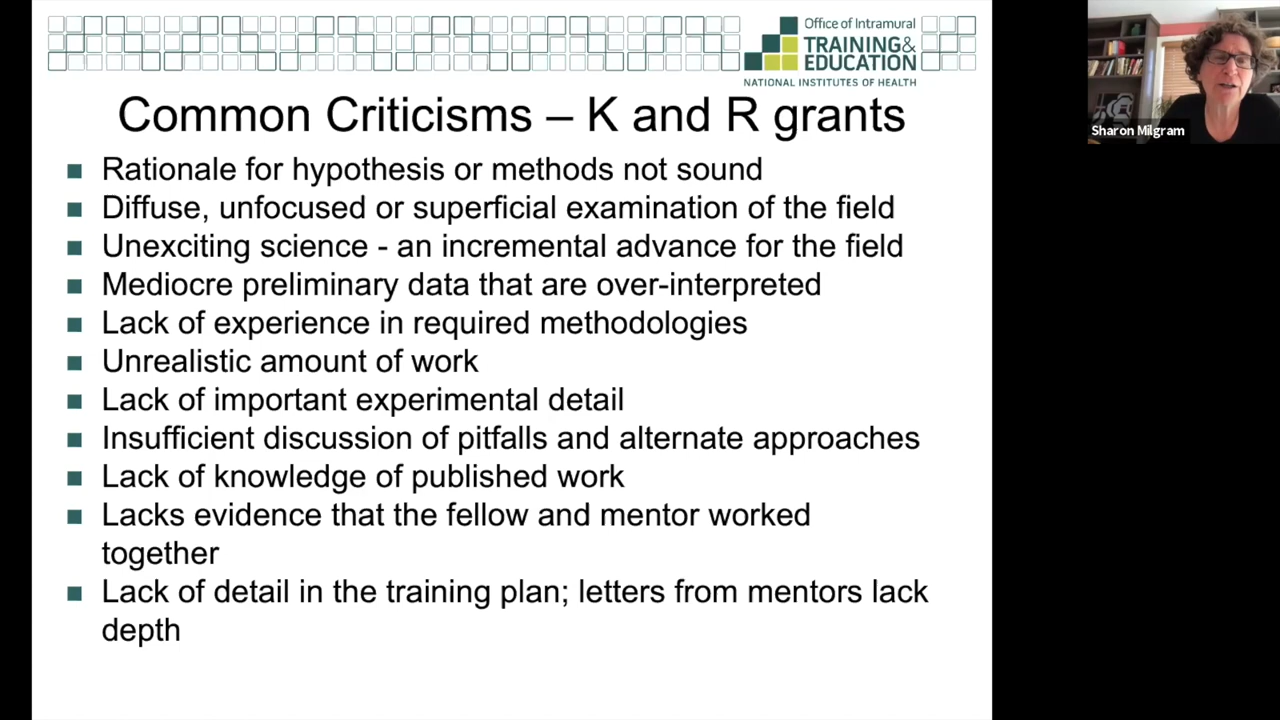 Office of Intramural
TRAINING&
EDUCATION
NATIONAL INSTITUTES OF HEALTH
Common Criticisms – K and R grants
Rationale for hypothesis or methods not sound
Diffuse, unfocused or superficial examination of the field
Unexciting science - an incremental advance for the field
Mediocre preliminary data that are over-interpreted
Lack of experience in required methodologies
Unrealistic amount of work
Lack of important experimental detail
Insufficient discussion of pitfalls and alternate approaches
Lack of knowledge of published work
Lacks evidence that the fellow and mentor worked
together
Lack of detail in the training plan; letters from mentors lack
depth
Sharon Milgram